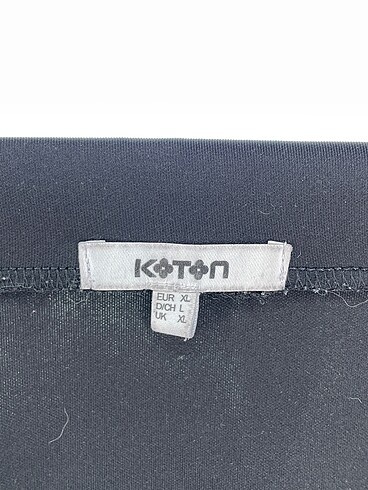 KOTON
EUR XL
D/CH L
UK XL